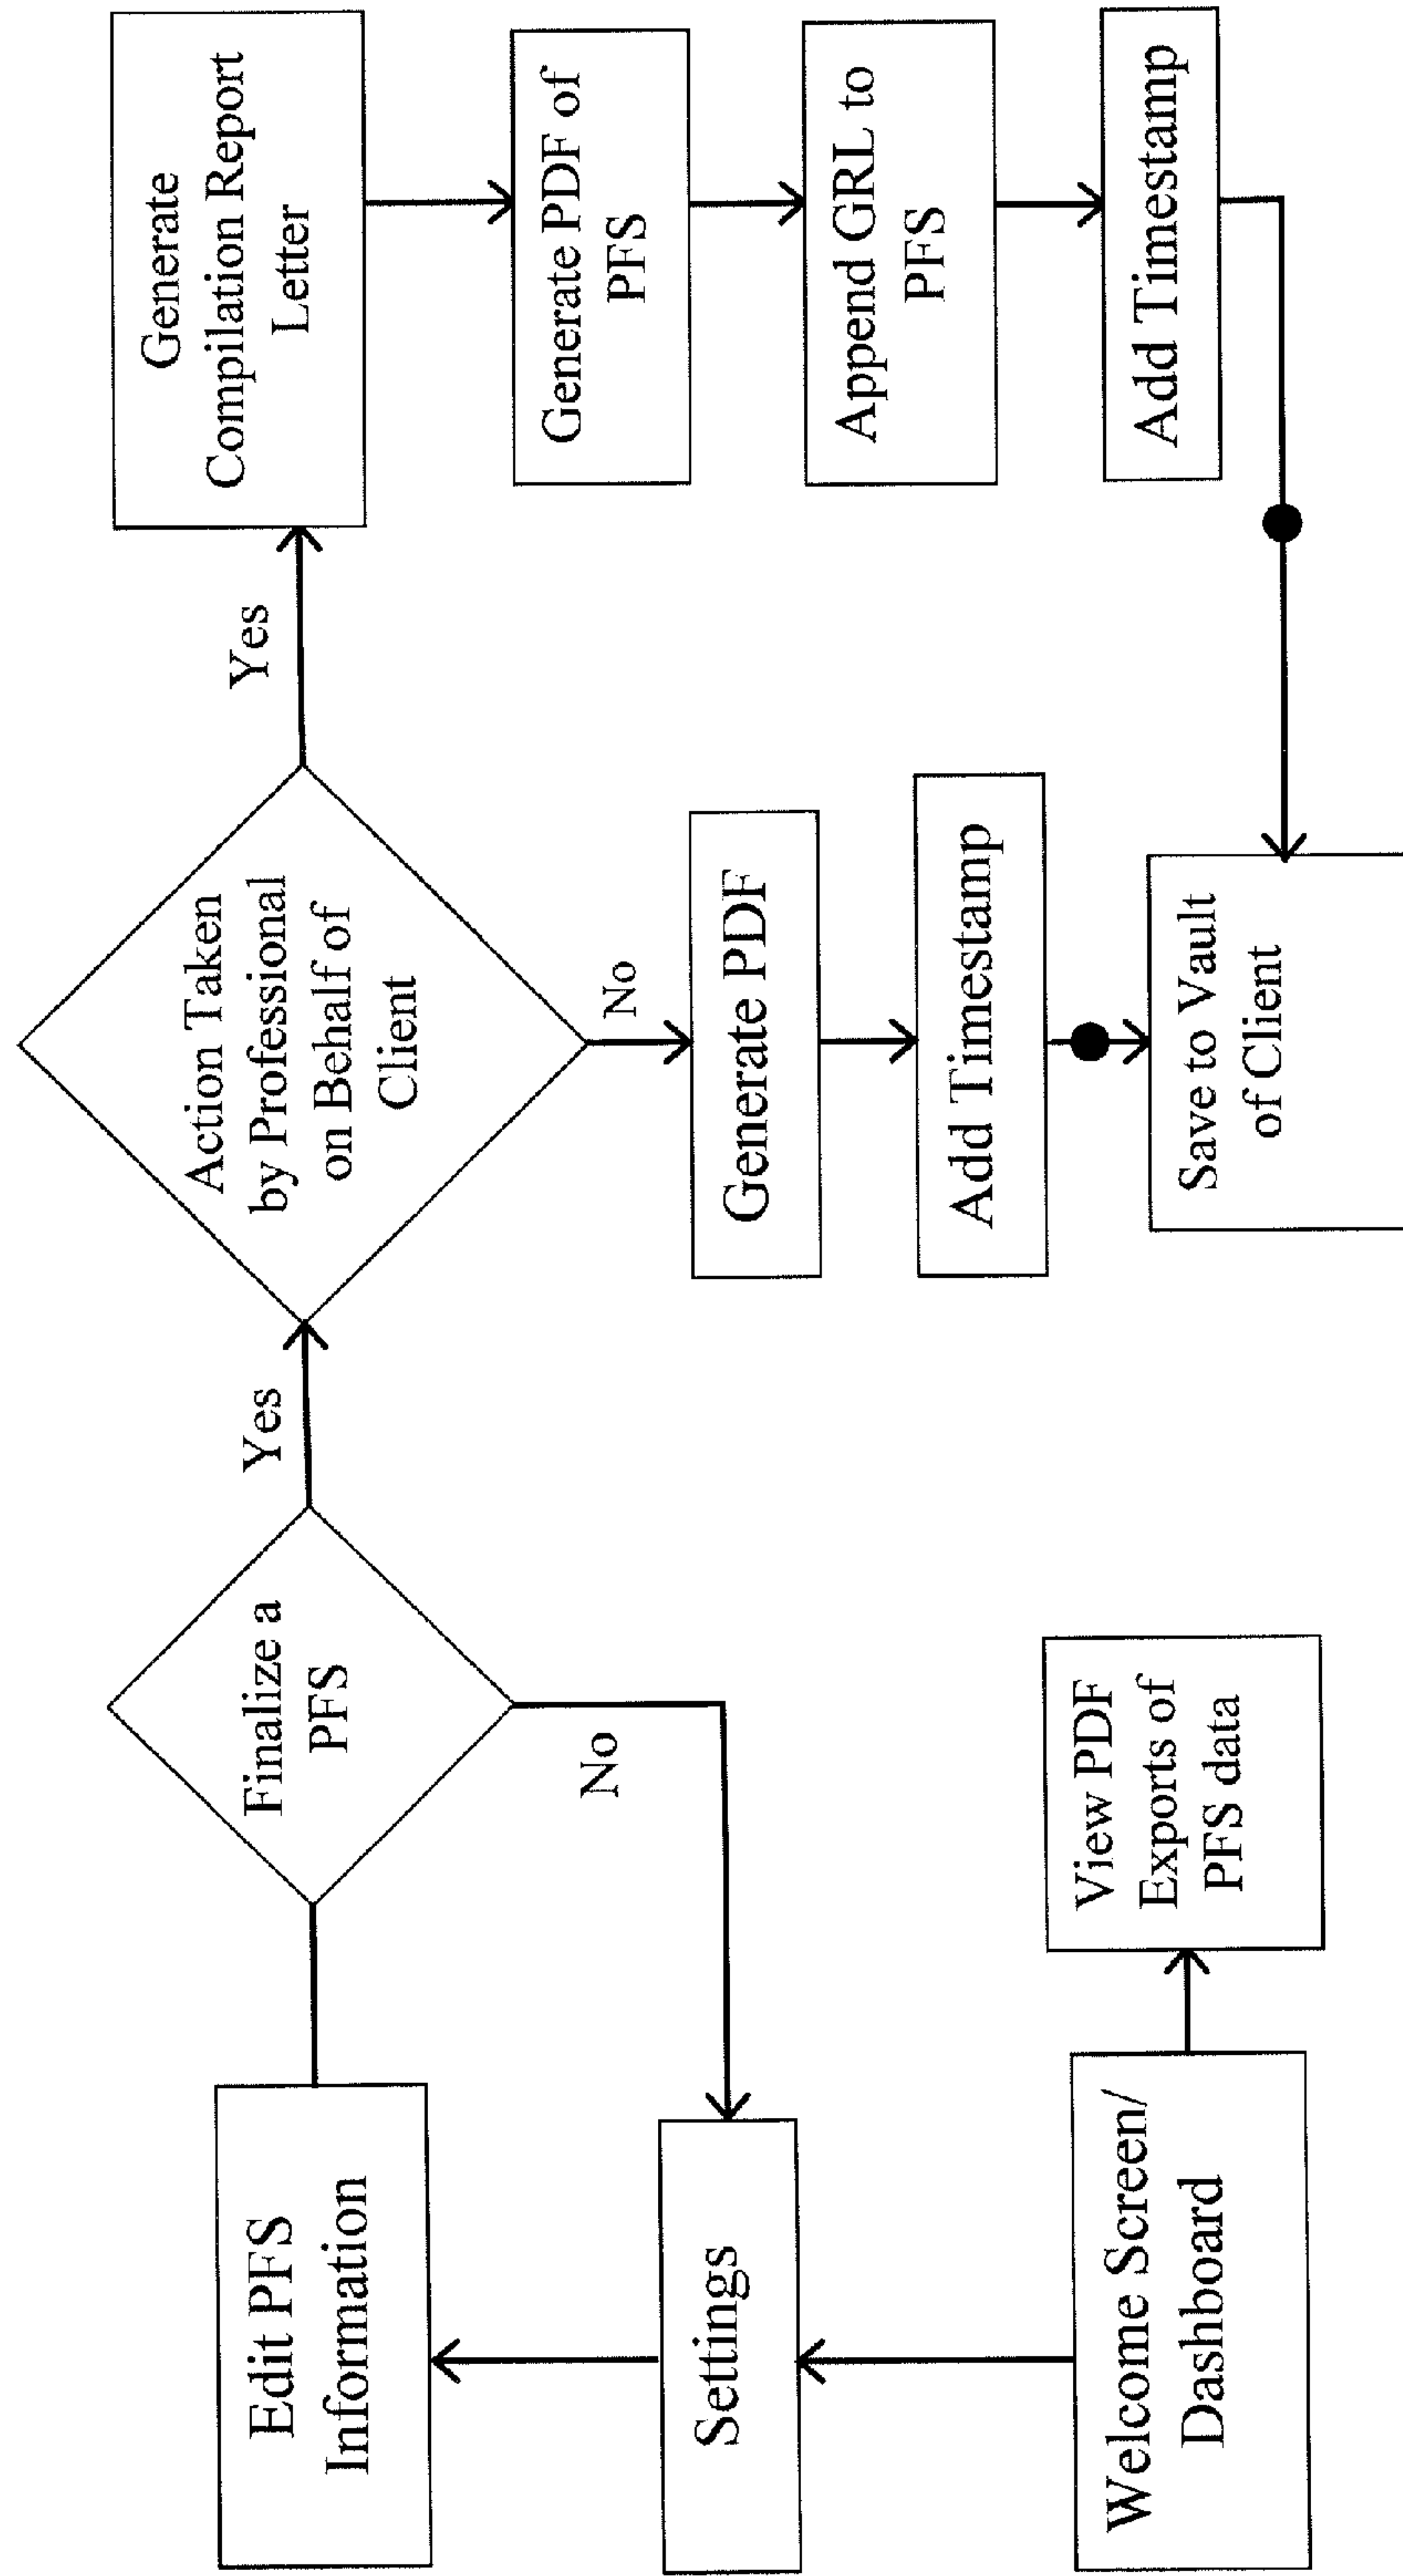 Edit PFS
Information
Settings
Welcome Screen/
Dashboard
Finalize a
PFS
No
View PDF
Exports of
PFS data
Yes
Action Taken
by Professional
on Behalf of
Client
No
Generate PDF
Add Timestamp
Save to Vault
of Client
Yes
Generate
Compilation Report
Letter
Generate PDF of
PFS
Append GRL to
PFS
Add Timestamp